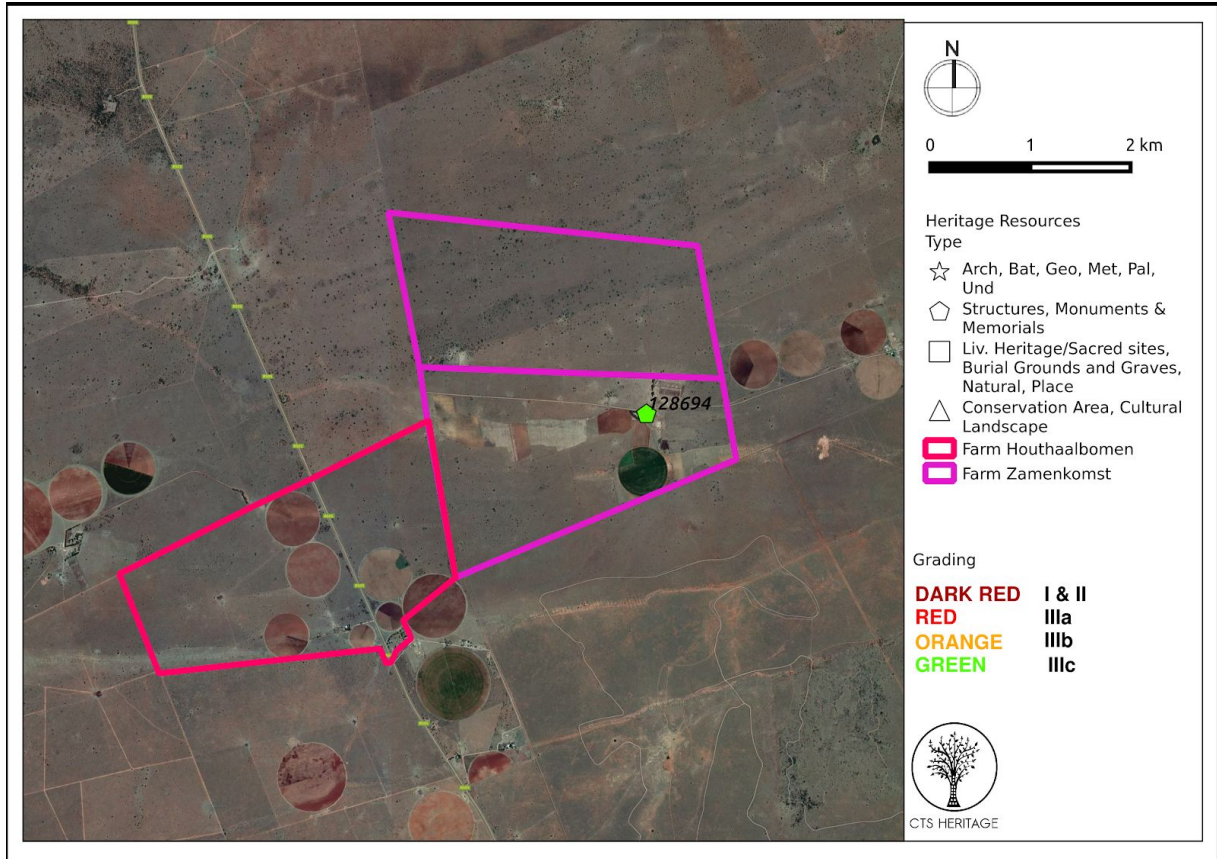 128694
N
0 1 2 km
Heritage Resources
Type
Arch, Bat, Geo, Met, Pal,
Und
Structures, Monuments &
Memorials
Liv. Heritage/Sacred sites,
Burial Grounds and Graves,
Natural, Place
Conservation Area, Cultural
Landscape
Farm Houthaalbomen
Farm Zamenkomst
Grading
DARK RED I & II
RED IIIa
ORANGE IIIb
GREEN IIIc
CTS HERITAGE